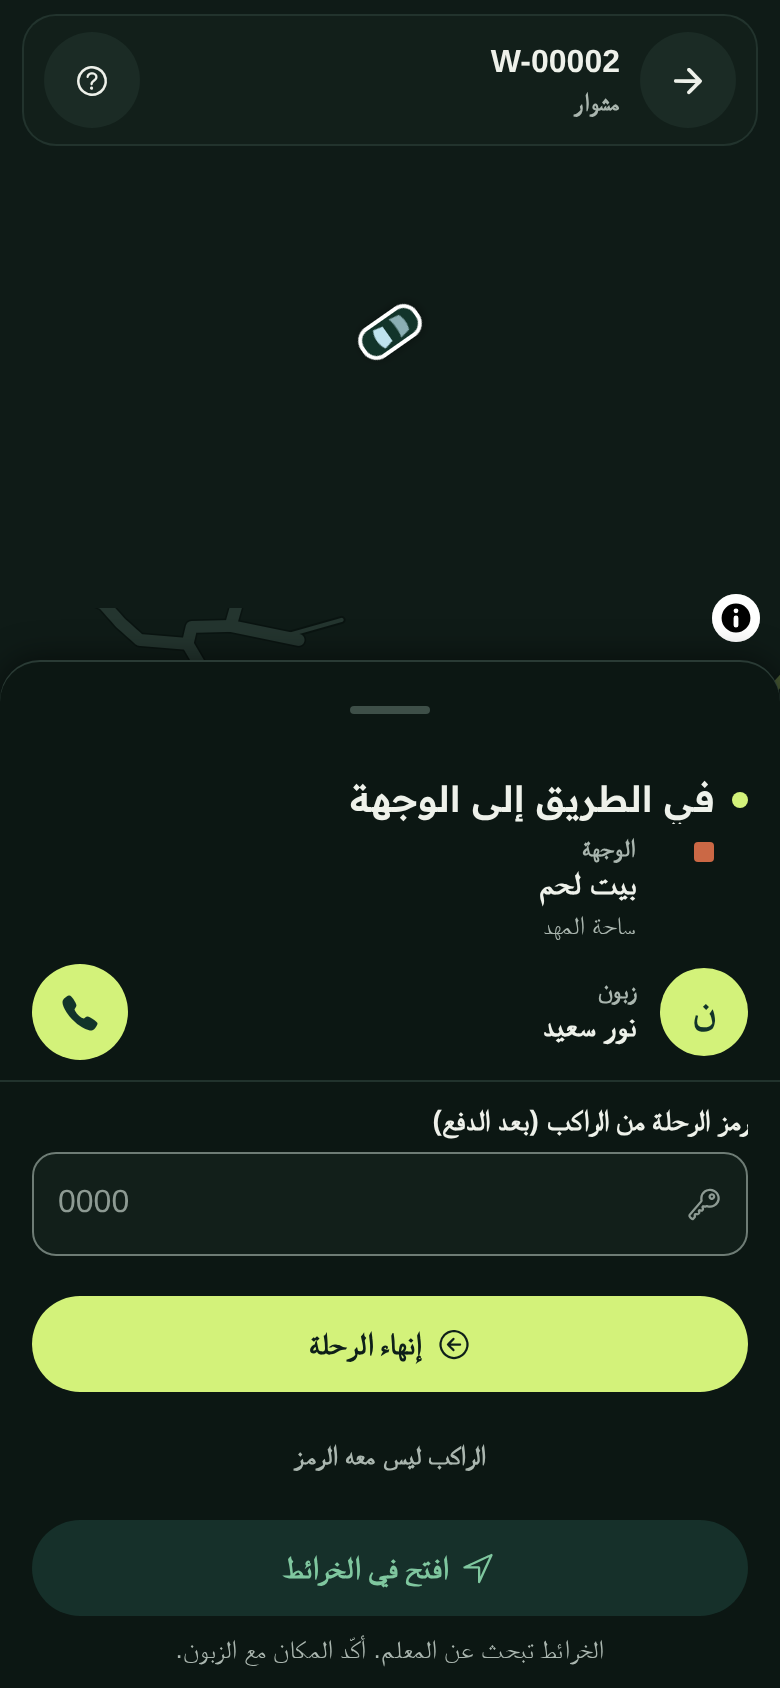 W-00002
مشوار
في الطريق إلى الوجهة
الوجهة
بيت لحم
ساحة المهد
ن
زبون
نور سعيد
رمز الرحلة من الراكب (بعد الدفع)
0000
إنهاء الرحلة
الراكب ليس معه الرمز
افتح في الخرائط
الخرائط تبحث عن المعلم. أكّد المكان مع الزبون.